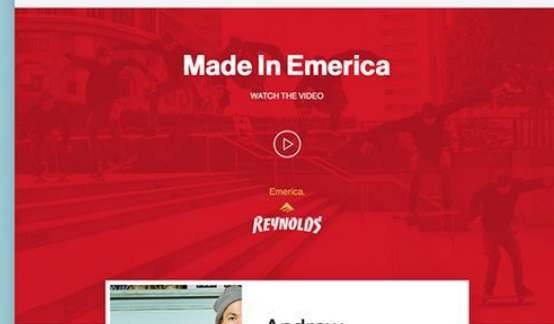 Made In Emerica
WATCH THE VIDEO
Emerica.
REYNOLDS
Andrew